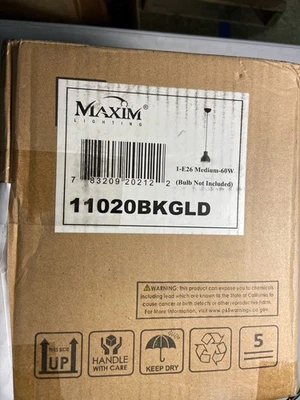 MAXIM
LIGHTING
1-E26 Medium-60W
(Bulb Not Included)
7 83209 20212 2
11020BKGLD
WARNING: this product can expose you to chemicals
including lead which are known to the State of California to
cause cancer or birth defects or other reproductive harm.
For more information, go to www.p65warnings.ca.gov
THIS SIDE
UP
HANDLE
WITH CARE
KEEP DRY
5